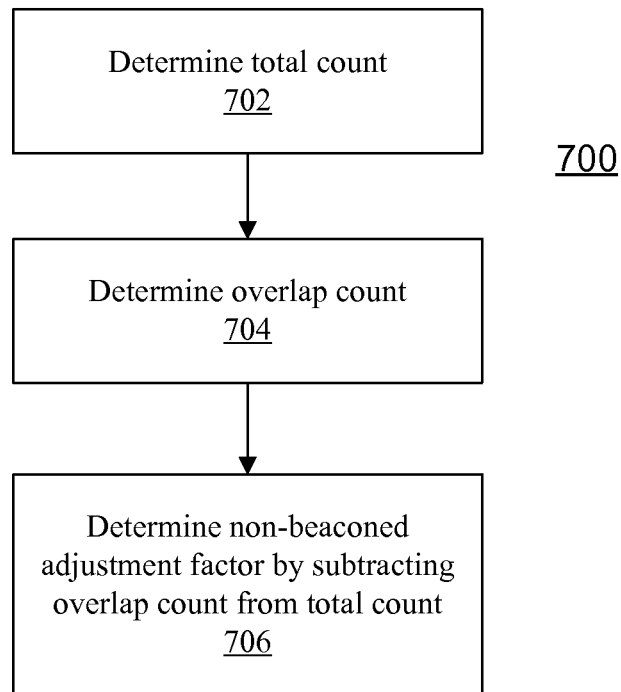 Determine total count
702
700
Determine overlap count
704
Determine non-beaconed
adjustment factor by subtracting
overlap count from total count
706